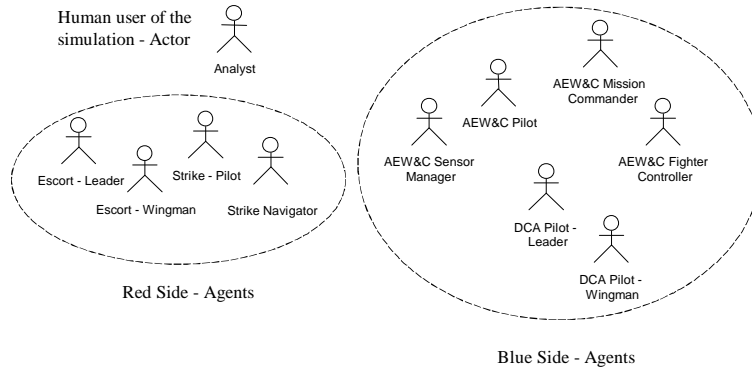 Human user of the
simulation - Actor
Analyst
Escort - Leader
Escort - Wingman
Strike - Pilot
Strike Navigator
Red Side - Agents
AEW&C Mission
Commander
AEW&C Pilot
AEW&C Sensor
Manager
AEW&C Fighter
Controller
DCA Pilot -
Leader
DCA Pilot -
Wingman
Blue Side - Agents